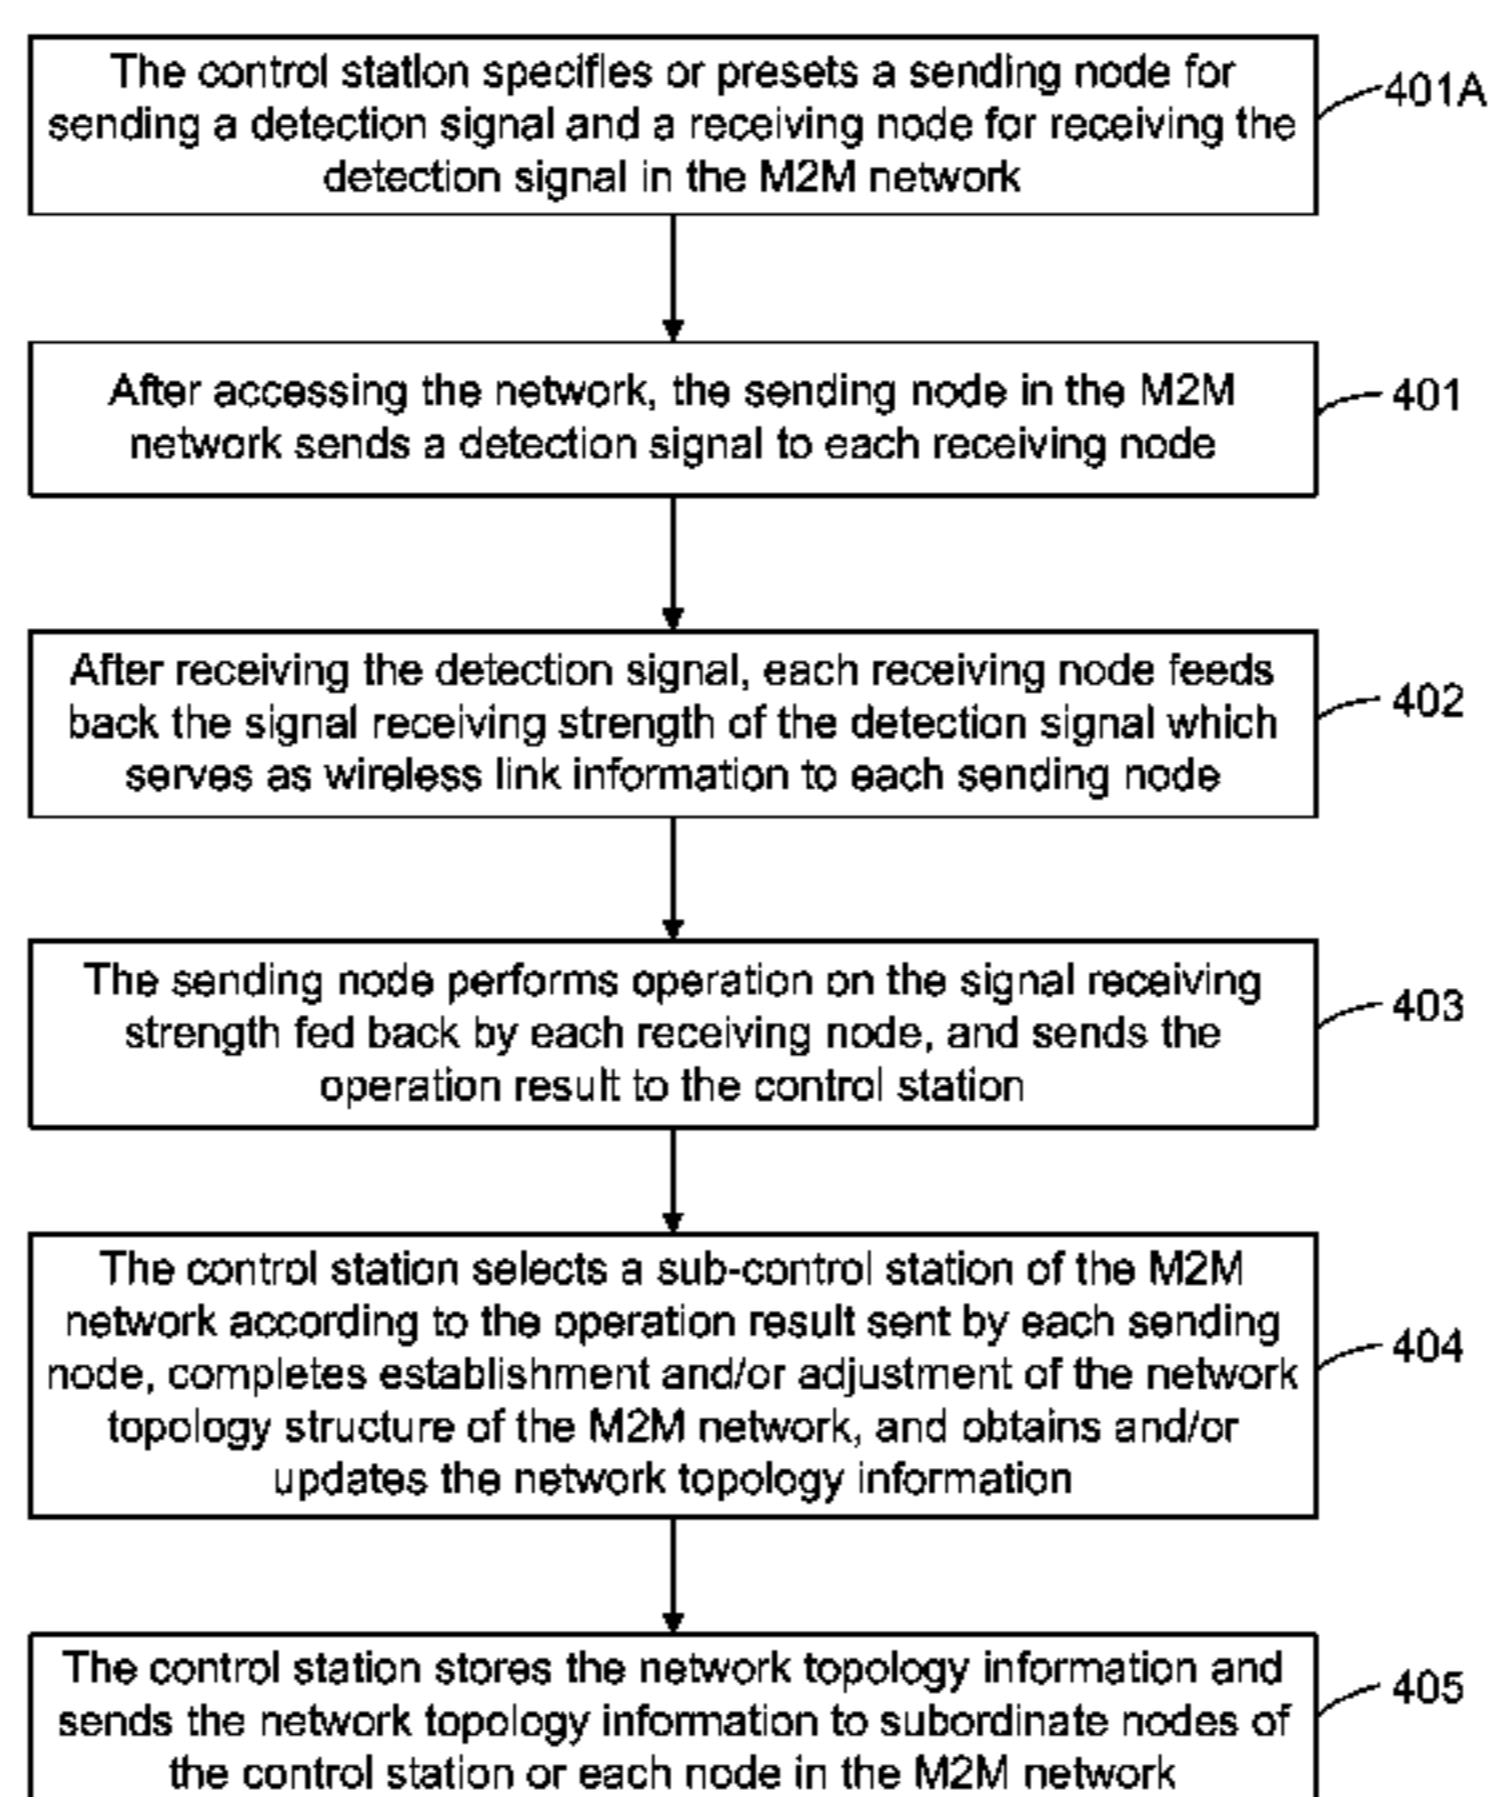 The control station specifies or presets a sending node for
sending a detection signal and a receiving node for receiving the
detection signal in the M2M network
401A
After accessing the network, the sending node in the M2M
network sends a detection signal to each receiving node
401
After receiving the detection signal, each receiving node feeds
back the signal receiving strength of the detection signal which
serves as wireless link information to each sending node
402
The sending node performs operation on the signal receiving
strength fed back by each receiving node, and sends the
operation result to the control station
403
The control station selects a sub-control station of the M2M
network according to the operation result sent by each sending
node, completes establishment and/or adjustment of the network
topology structure of the M2M network, and obtains and/or
updates the network topology information
404
The control station stores the network topology information and
sends the network topology information to subordinate nodes of
the control station or each node in the M2M network
405